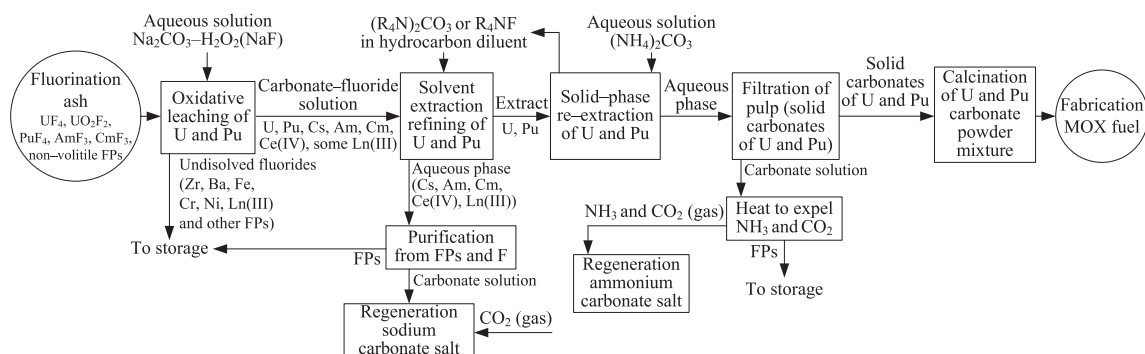 Aqueous solution
Na₂CO₃–H₂O₂(NaF)
(R₄N)₂CO₃ or R₄NF
in hydrocarbon diluent
Aqueous solution
(NH₄)₂CO₃
Fluorination
ash
UF₄, UO₂F₂,
PuF₄, AmF₃, CmF₃,
non–volitile FPs
Oxidative
leaching of
U and Pu
Carbonate–fluoride
solution
U, Pu, Cs, Am, Cm,
Ce(IV), some Ln(III)
Solvent
extraction
refining of
U and Pu
Extract
U, Pu
Solid–phase
re–extraction
of U and Pu
Aqueous
phase
Filtration of
pulp (solid
carbonates
of U and Pu)
Solid
carbonates
of U and Pu
Calcination
of U and Pu
carbonate
powder
mixture
Fabrication
MOX fuel
Undisolved fluorides
(Zr, Ba, Fe,
Cr, Ni, Ln(III)
and other FPs)
To storage
Aqueous phase
(Cs, Am, Cm,
Ce(IV), Ln(III))
Purification
from FPs and F
FPs
Carbonate solution
Regeneration
sodium
carbonate salt
CO₂ (gas)
Carbonate solution
Heat to expel
NH₃ and CO₂
NH₃ and CO₂ (gas)
Regeneration
ammonium
carbonate salt
FPs
To storage